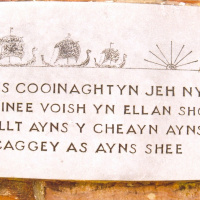 S COOINAGHTYN JEH NY
INEE VOISH YN ELLAN SHO
LLT AYNS Y CHEAYN AYNS
CAGGEY AS AYNS SHEE